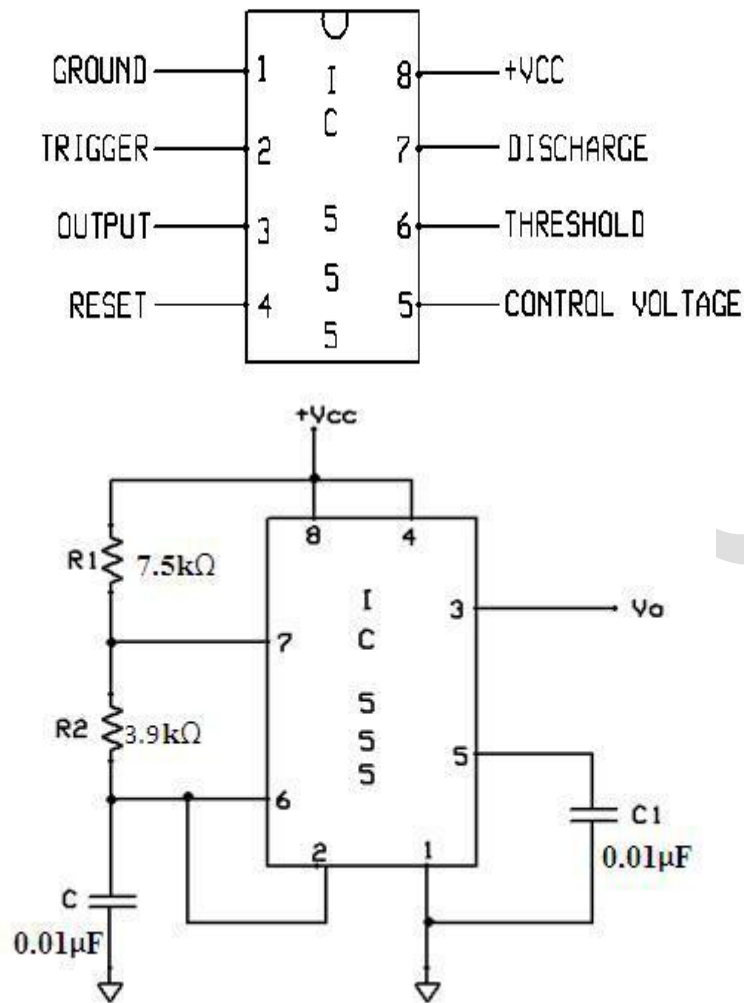 GROUND 1 I 8 +VCC
C
TRIGGER 2 7 DISCHARGE
OUTPUT 3 5 6 THRESHOLD
5
RESET 4 5 CONTROL VOLTAGE
5
+Vcc
8 4
R1 7.5kΩ
I
3 Vo
C
7
5
R2 3.9kΩ
5
5
5
6
C1
2 1
0.01µF
C
0.01µF